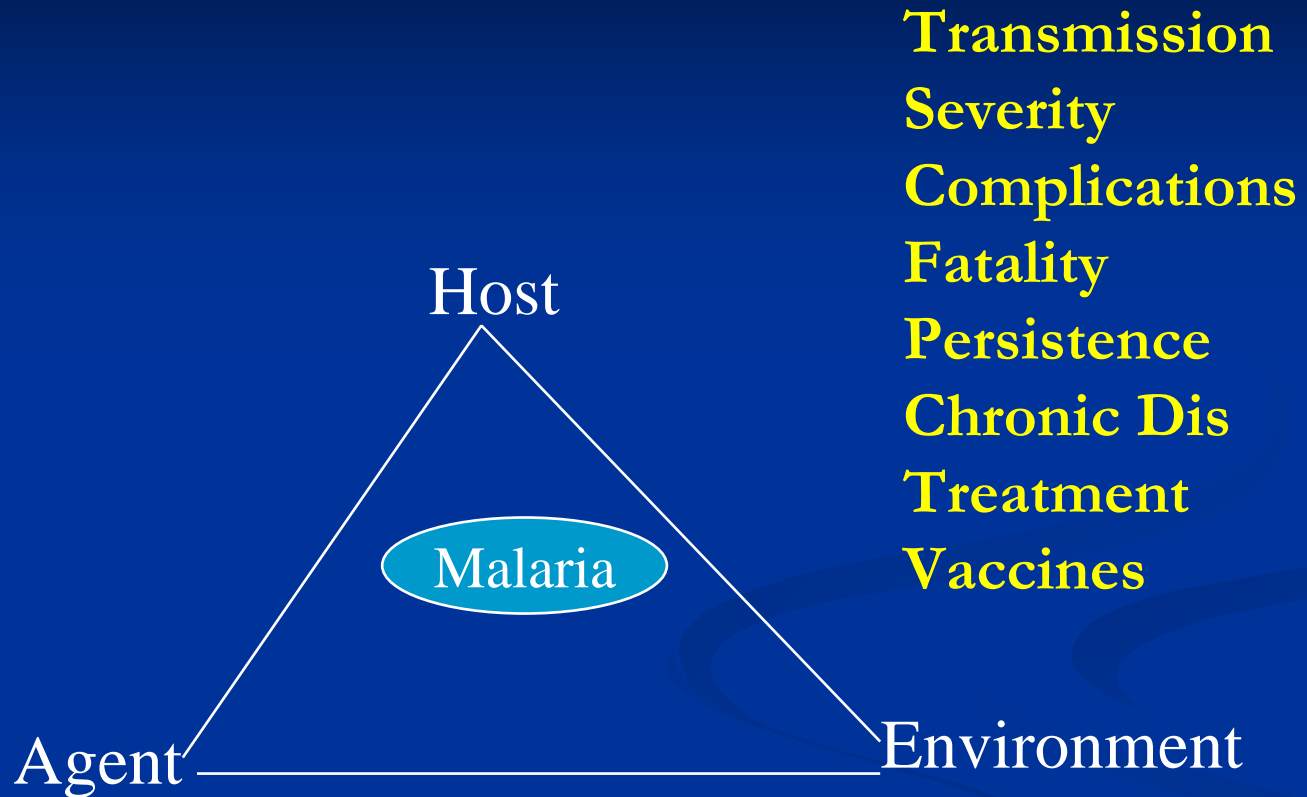 Transmission
Severity
Complications
Fatality
Persistence
Chronic Dis
Treatment
Vaccines
Host
Malaria
Agent
Environment